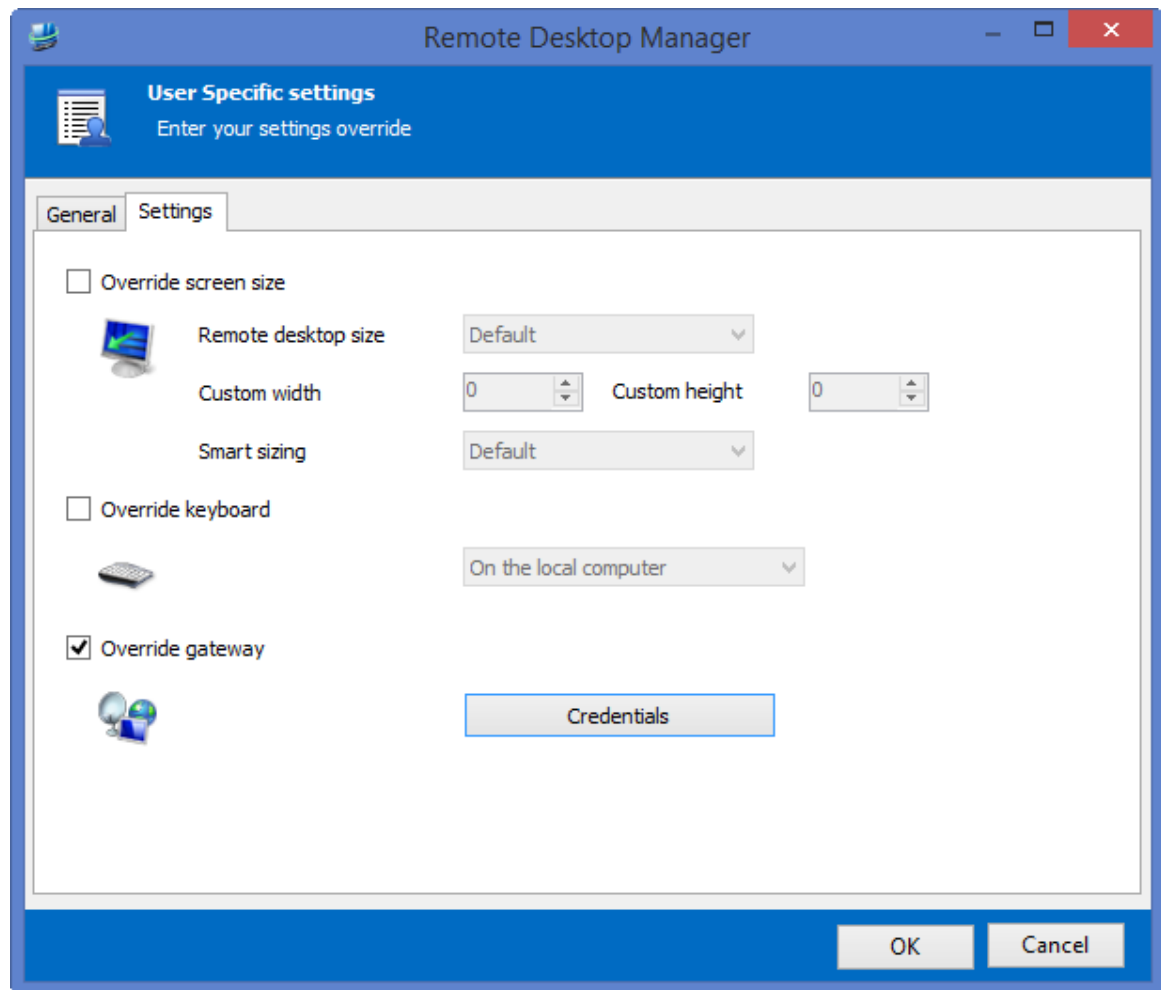 Remote Desktop Manager
User Specific settings
Enter your settings override
General Settings
Override screen size
Remote desktop size Default
Custom width 0 Custom height 0
Smart sizing Default
Override keyboard
On the local computer
Override gateway
Credentials
OK Cancel